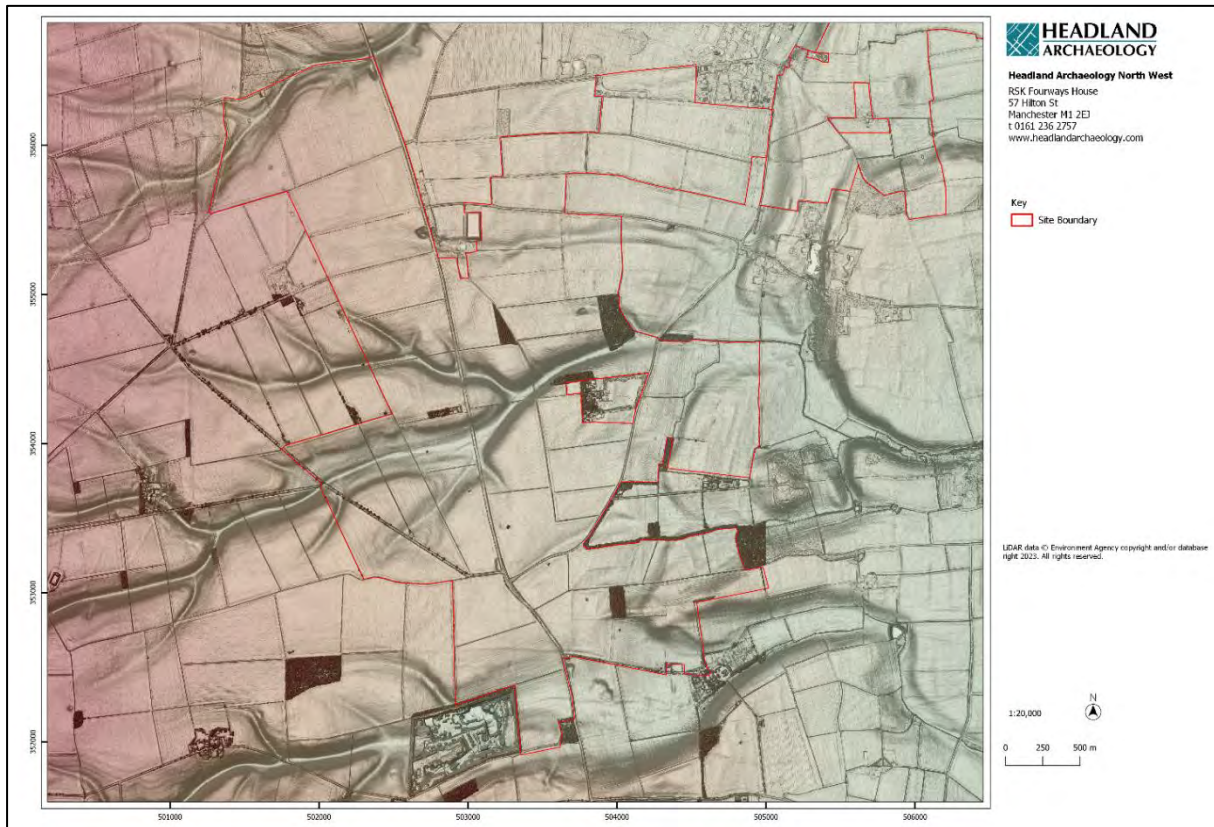 HEADLAND
ARCHAEOLOGY
Headland Archaeology North West
RSK Fourways House
57 Hilton St
Manchester M1 2EJ
t 0161 236 2757
www.headlandarchaeology.com
Key
Site Boundary
LiDAR data © Environment Agency copyright and/or database
right 2023. All rights reserved.
N
1:20,000
0 250 500 m
356000
355000
354000
353000
352000
501000 502000 503000 504000 505000 506000